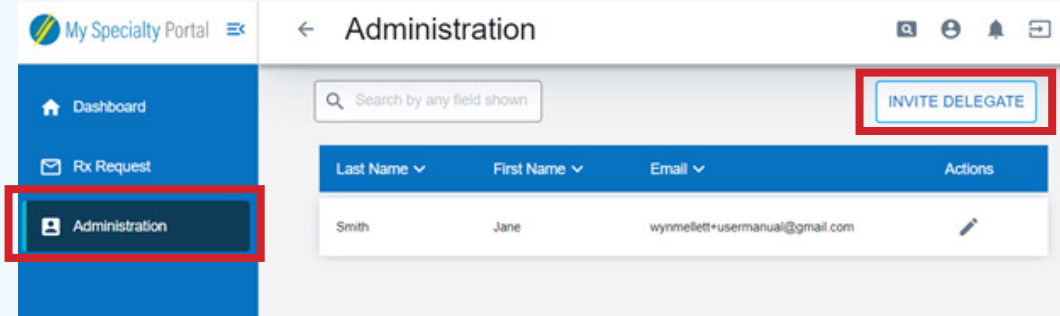 My Specialty Portal
Administration
Dashboard
Rx Request
Administration
Search by any field shown
INVITE DELEGATE
Last Name First Name Email Actions
Smith Jane wynmellett+usermanual@gmail.com